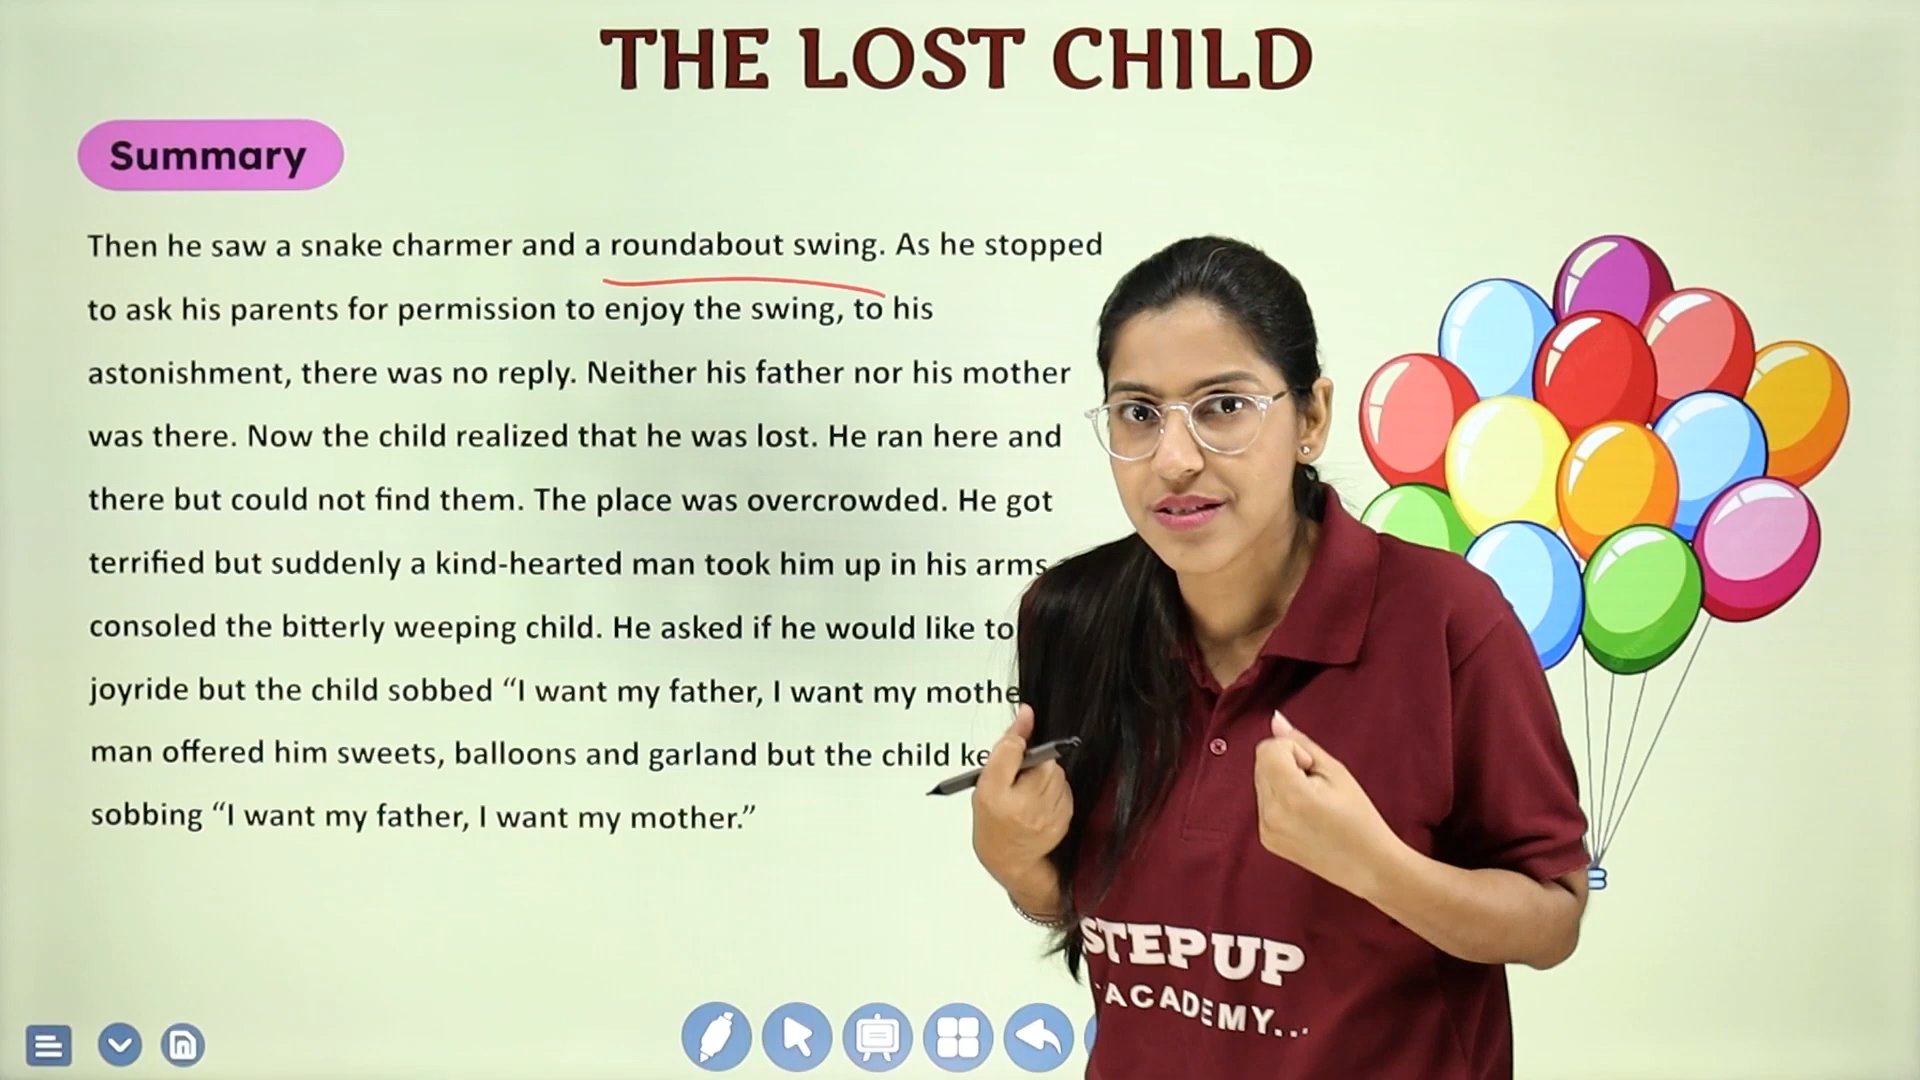 THE LOST CHILD
Summary
Then he saw a snake charmer and a roundabout swing. As he stopped
to ask his parents for permission to enjoy the swing, to his
astonishment, there was no reply. Neither his father nor his mother
was there. Now the child realized that he was lost. He ran here and
there but could not find them. The place was overcrowded. He got
terrified but suddenly a kind-hearted man took him up in his arms
consoled the bitterly weeping child. He asked if he would like to
joyride but the child sobbed “I want my father, I want my mothe
man offered him sweets, balloons and garland but the child ke
sobbing “I want my father, I want my mother.”
STEPUP
ACADEMY...